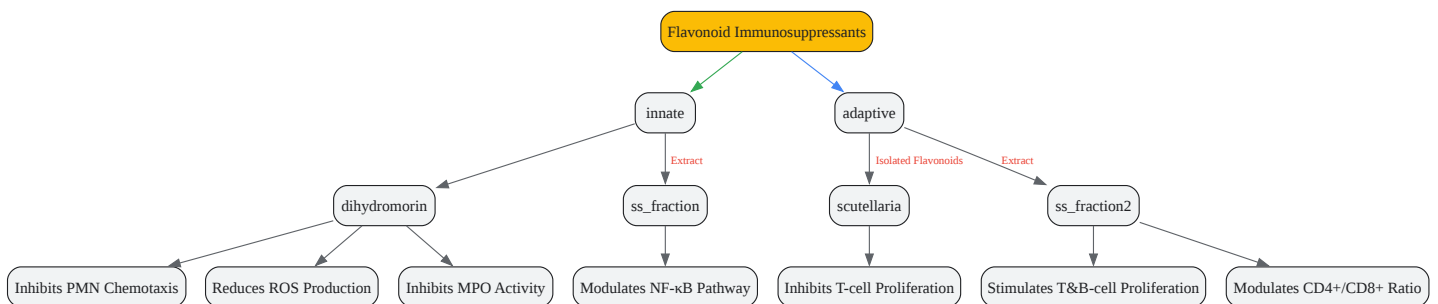 Flavonoid Immunosuppressants
innate
adaptive
Extract
Isolated Flavonoids
Extract
dihydromorin
ss_fraction
scutellaria
ss_fraction2
Inhibits PMN Chemotaxis
Reduces ROS Production
Inhibits MPO Activity
Modulates NF-κB Pathway
Inhibits T-cell Proliferation
Stimulates T&B-cell Proliferation
Modulates CD4+/CD8+ Ratio